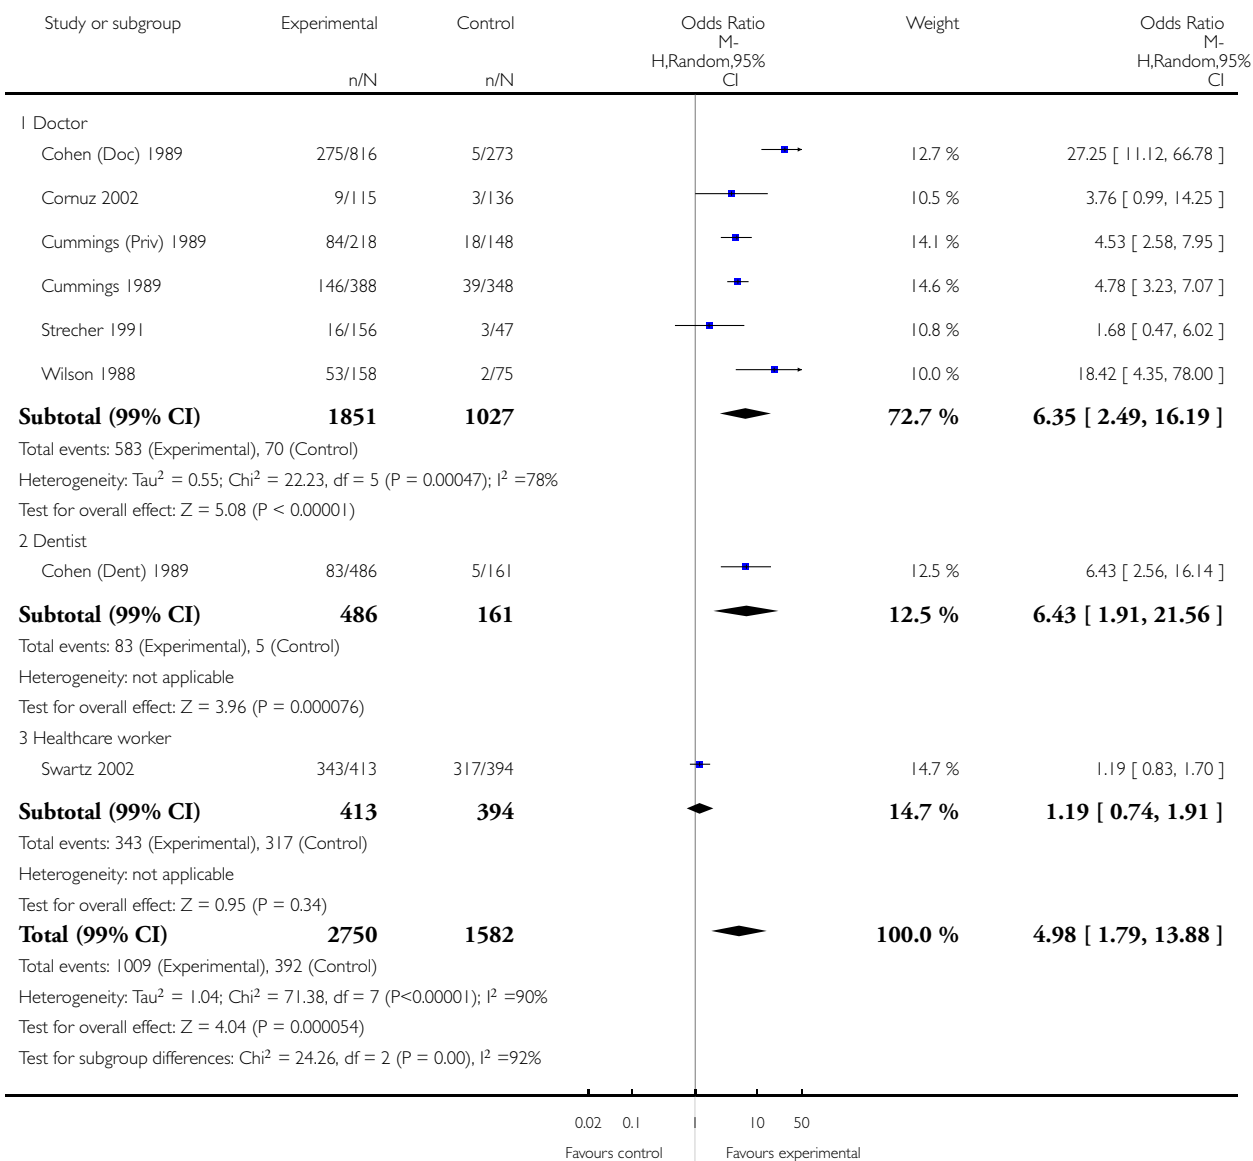 Study or subgroup Experimental Control Odds Ratio Weight Odds Ratio
M- M-
H,Random,95% H,Random,95%
n/N n/N CI CI
1 Doctor
Cohen (Doc) 1989 275/816 5/273 12.7 % 27.25 [ 11.12, 66.78 ]
Cornuz 2002 9/115 3/136 10.5 % 3.76 [ 0.99, 14.25 ]
Cummings (Priv) 1989 84/218 18/148 14.1 % 4.53 [ 2.58, 7.95 ]
Cummings 1989 146/388 39/348 14.6 % 4.78 [ 3.23, 7.07 ]
Strecher 1991 16/156 3/47 10.8 % 1.68 [ 0.47, 6.02 ]
Wilson 1988 53/158 2/75 10.0 % 18.42 [ 4.35, 78.00 ]
Subtotal (99% CI) 1851 1027 72.7 % 6.35 [ 2.49, 16.19 ]
Total events: 583 (Experimental), 70 (Control)
Heterogeneity: Tau² = 0.55; Chi² = 22.23, df = 5 (P = 0.00047); I² =78%
Test for overall effect: Z = 5.08 (P < 0.00001)
2 Dentist
Cohen (Dent) 1989 83/486 5/161 12.5 % 6.43 [ 2.56, 16.14 ]
Subtotal (99% CI) 486 161 12.5 % 6.43 [ 1.91, 21.56 ]
Total events: 83 (Experimental), 5 (Control)
Heterogeneity: not applicable
Test for overall effect: Z = 3.96 (P = 0.000076)
3 Healthcare worker
Swartz 2002 343/413 317/394 14.7 % 1.19 [ 0.83, 1.70 ]
Subtotal (99% CI) 413 394 14.7 % 1.19 [ 0.74, 1.91 ]
Total events: 343 (Experimental), 317 (Control)
Heterogeneity: not applicable
Test for overall effect: Z = 0.95 (P = 0.34)
Total (99% CI) 2750 1582 100.0 % 4.98 [ 1.79, 13.88 ]
Total events: 1009 (Experimental), 392 (Control)
Heterogeneity: Tau² = 1.04; Chi² = 71.38, df = 7 (P<0.00001); I² =90%
Test for overall effect: Z = 4.04 (P = 0.000054)
Test for subgroup differences: Chi² = 24.26, df = 2 (P = 0.00), I² =92%
0.02 0.1 1 10 50
Favours control Favours experimental